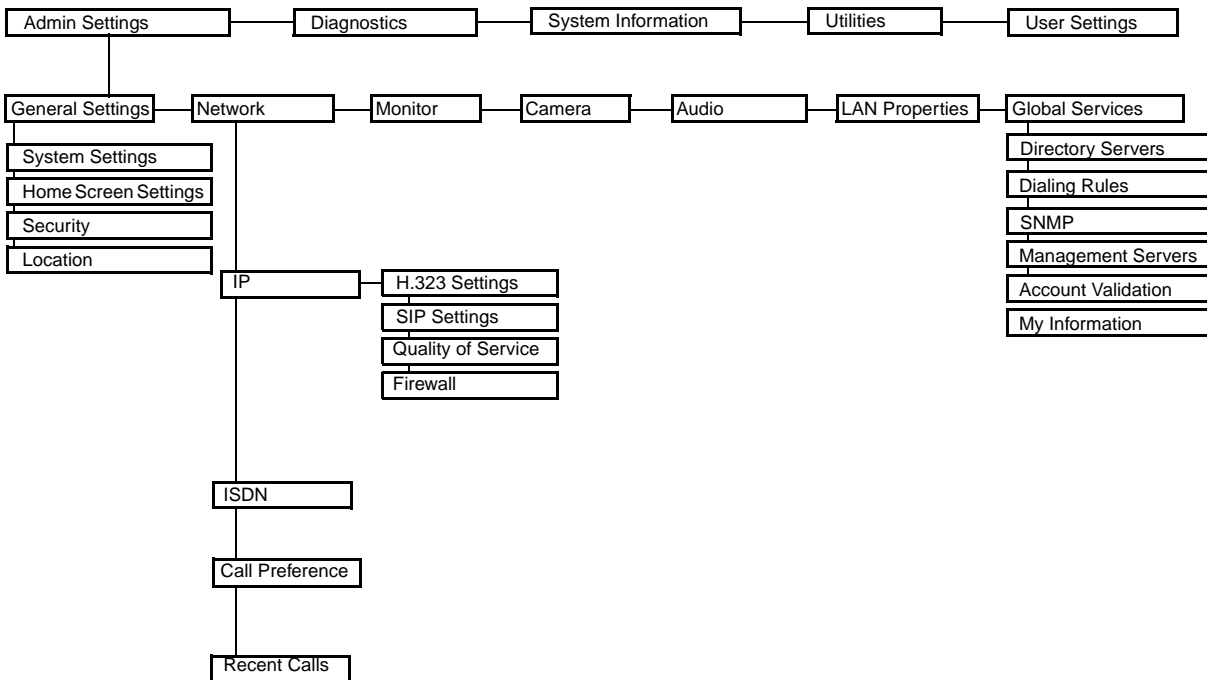 Admin Settings
Diagnostics
System Information
Utilities
User Settings
General Settings
Network
Monitor
Camera
Audio
LAN Properties
Global Services
System Settings
Home Screen Settings
Security
Location
Directory Servers
Dialing Rules
SNMP
Management Servers
Account Validation
My Information
IP
H.323 Settings
SIP Settings
Quality of Service
Firewall
ISDN
Call Preference
Recent Calls